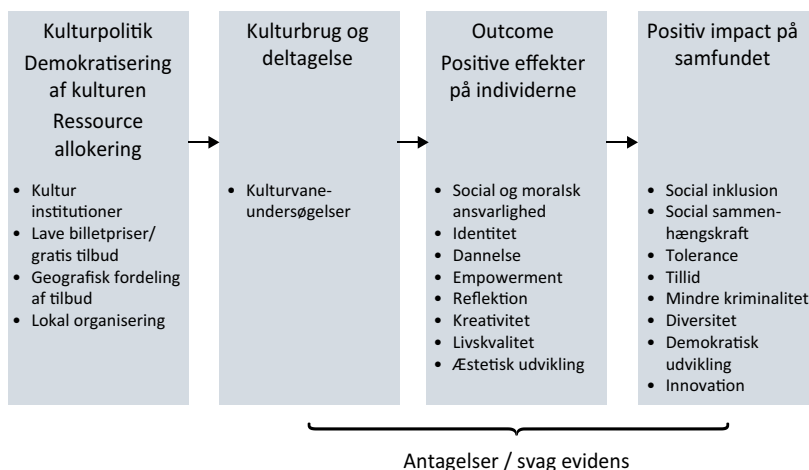 Kulturpolitik
Demokratisering
af kulturen
Ressource
allokering
• Kultur
institutioner
• Lave billetpriser/
gratis tilbud
• Geografisk fordeling
af tilbud
• Lokal organisering
Kulturbrug og
deltagelse
• Kulturvane-
undersøgelser
Outcome
Positive effekter
på individerne
• Social og moralsk
ansvarlighed
• Identitet
• Dannelse
• Empowerment
• Reflektion
• Kreativitet
• Livskvalitet
• Æstetisk udvikling
Positiv impact på
samfundet
• Social inklusion
• Social sammen-
hængskraft
• Tolerance
• Tillid
• Mindre kriminalitet
• Diversitet
• Demokratisk
udvikling
• Innovation
Antagelser / svag evidens